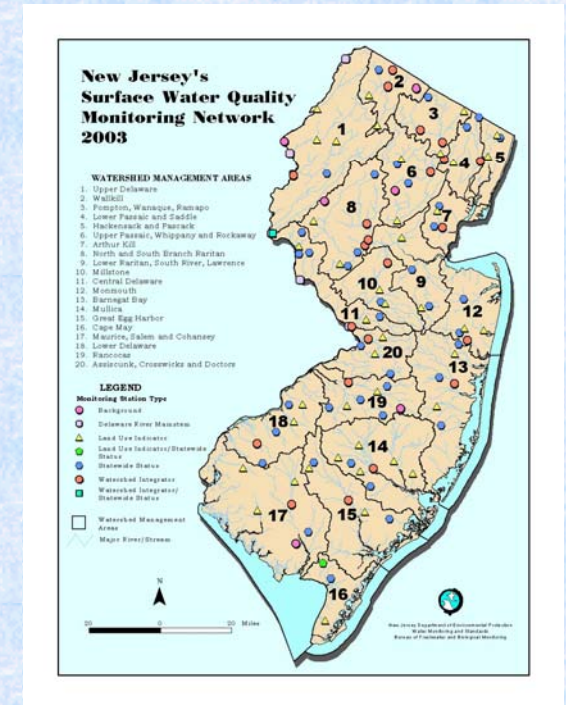 New Jersey's
Surface Water Quality
Monitoring Network
2003
WATERSHED MANAGEMENT AREAS
1. Upper Delaware
2. Wallkill
3. Pompton, Wanaque, Ramapo
4. Lower Passaic and Saddle
5. Hackensack and Pascack
6. Upper Passaic, Whippany and Rockaway
7. Arthur Kill
8. North and South Branch Raritan
9. Lower Raritan, South River, Lawrence
10. Millstone
11. Central Delaware
12. Monmouth
13. Barnegat Bay
14. Mullica
15. Great Egg Harbor
16. Cape May
17. Maurice, Salem and Cohansey
18. Lower Delaware
19. Rancocas
20. Assiscunk, Crosswicks and Doctors
LEGEND
Monitoring Station Type
Background
Delaware River Mainstem
Land Use Indicator
Land Use Indicator/Statewide
Status
Statewide Status
Watershed Integrator
Watershed Integrator/
Statewide Status
Watershed Management
Areas
Major River/Stream
N
20 0 20 Miles
2
3
1
4
5
6
8
7
9
10
11
12
20
13
19
18
14
17
15
16
New Jersey Department of Environmental Protection
Water Monitoring and Standards
Bureau of Freshwater and Biological Monitoring